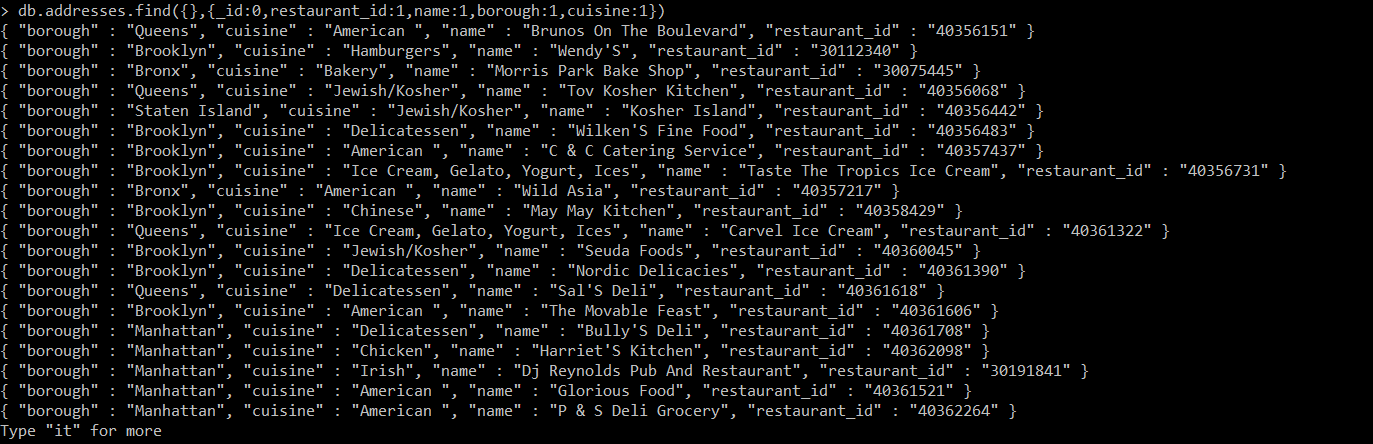 > db.addresses.find({},{_id:0,restaurant_id:1,name:1,borough:1,cuisine:1})
{ "borough" : "Queens", "cuisine" : "American ", "name" : "Brunos On The Boulevard", "restaurant_id" : "40356151" }
{ "borough" : "Brooklyn", "cuisine" : "Hamburgers", "name" : "Wendy'S", "restaurant_id" : "30112340" }
{ "borough" : "Bronx", "cuisine" : "Bakery", "name" : "Morris Park Bake Shop", "restaurant_id" : "30075445" }
{ "borough" : "Queens", "cuisine" : "Jewish/Kosher", "name" : "Tov Kosher Kitchen", "restaurant_id" : "40356068" }
{ "borough" : "Staten Island", "cuisine" : "Jewish/Kosher", "name" : "Kosher Island", "restaurant_id" : "40356442" }
{ "borough" : "Brooklyn", "cuisine" : "Delicatessen", "name" : "Wilken'S Fine Food", "restaurant_id" : "40356483" }
{ "borough" : "Brooklyn", "cuisine" : "American ", "name" : "C & C Catering Service", "restaurant_id" : "40357437" }
{ "borough" : "Brooklyn", "cuisine" : "Ice Cream, Gelato, Yogurt, Ices", "name" : "Taste The Tropics Ice Cream", "restaurant_id" : "40356731" }
{ "borough" : "Bronx", "cuisine" : "American ", "name" : "Wild Asia", "restaurant_id" : "40357217" }
{ "borough" : "Brooklyn", "cuisine" : "Chinese", "name" : "May May Kitchen", "restaurant_id" : "40358429" }
{ "borough" : "Queens", "cuisine" : "Ice Cream, Gelato, Yogurt, Ices", "name" : "Carvel Ice Cream", "restaurant_id" : "40361322" }
{ "borough" : "Brooklyn", "cuisine" : "Jewish/Kosher", "name" : "Seuda Foods", "restaurant_id" : "40360045" }
{ "borough" : "Brooklyn", "cuisine" : "Delicatessen", "name" : "Nordic Delicacies", "restaurant_id" : "40361390" }
{ "borough" : "Queens", "cuisine" : "Delicatessen", "name" : "Sal'S Deli", "restaurant_id" : "40361618" }
{ "borough" : "Brooklyn", "cuisine" : "American ", "name" : "The Movable Feast", "restaurant_id" : "40361606" }
{ "borough" : "Manhattan", "cuisine" : "Delicatessen", "name" : "Bully'S Deli", "restaurant_id" : "40361708" }
{ "borough" : "Manhattan", "cuisine" : "Chicken", "name" : "Harriet'S Kitchen", "restaurant_id" : "40362098" }
{ "borough" : "Manhattan", "cuisine" : "Irish", "name" : "Dj Reynolds Pub And Restaurant", "restaurant_id" : "30191841" }
{ "borough" : "Manhattan", "cuisine" : "American ", "name" : "Glorious Food", "restaurant_id" : "40361521" }
{ "borough" : "Manhattan", "cuisine" : "American ", "name" : "P & S Deli Grocery", "restaurant_id" : "40362264" }
Type "it" for more